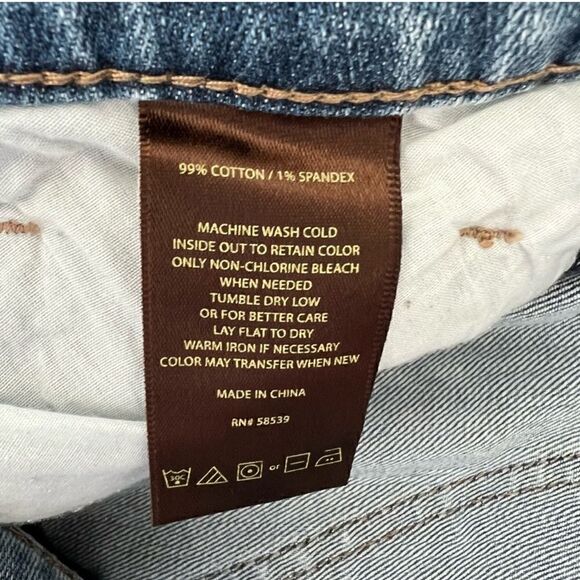 99% COTTON / 1% SPANDEX
MACHINE WASH COLD
INSIDE OUT TO RETAIN COLOR
ONLY NON-CHLORINE BLEACH
WHEN NEEDED
TUMBLE DRY LOW
OR FOR BETTER CARE
LAY FLAT TO DRY
WARM IRON IF NECESSARY
COLOR MAY TRANSFER WHEN NEW
MADE IN CHINA
RN# 58539
30C or